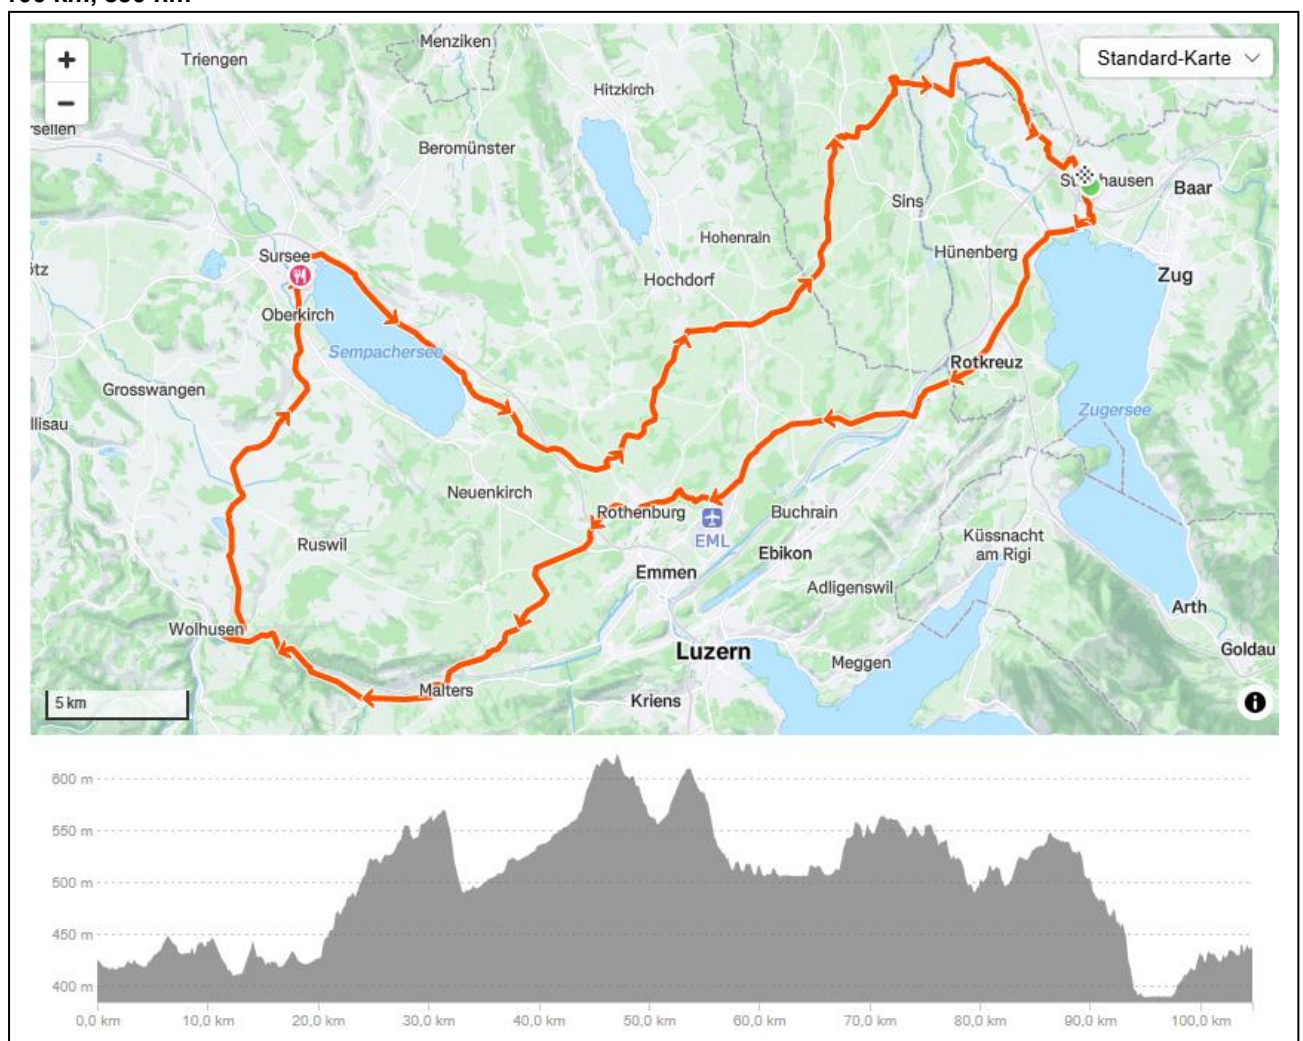 +
Standard-Karte
−
Triengen
Menziken
Hitzkirch
Beromünster
Baar
Sins
Hohenrain
Hünenberg
Sursee
Hochdorf
Zug
Oberkirch
Sempachersee
Rotkreuz
Grosswangen
Zugersee
Neuenkirch
Rothenburg
Buchrain
EML
Ruswil
Ebikon
Küssnacht
am Rigi
Emmen
Adligenswil
Arth
Wolhusen
Luzern
Goldau
Meggen
Malters
Kriens
5 km
600 m
550 m
500 m
450 m
400 m
0,0 km 10,0 km 20,0 km 30,0 km 40,0 km 50,0 km 60,0 km 70,0 km 80,0 km 90,0 km 100,0 km